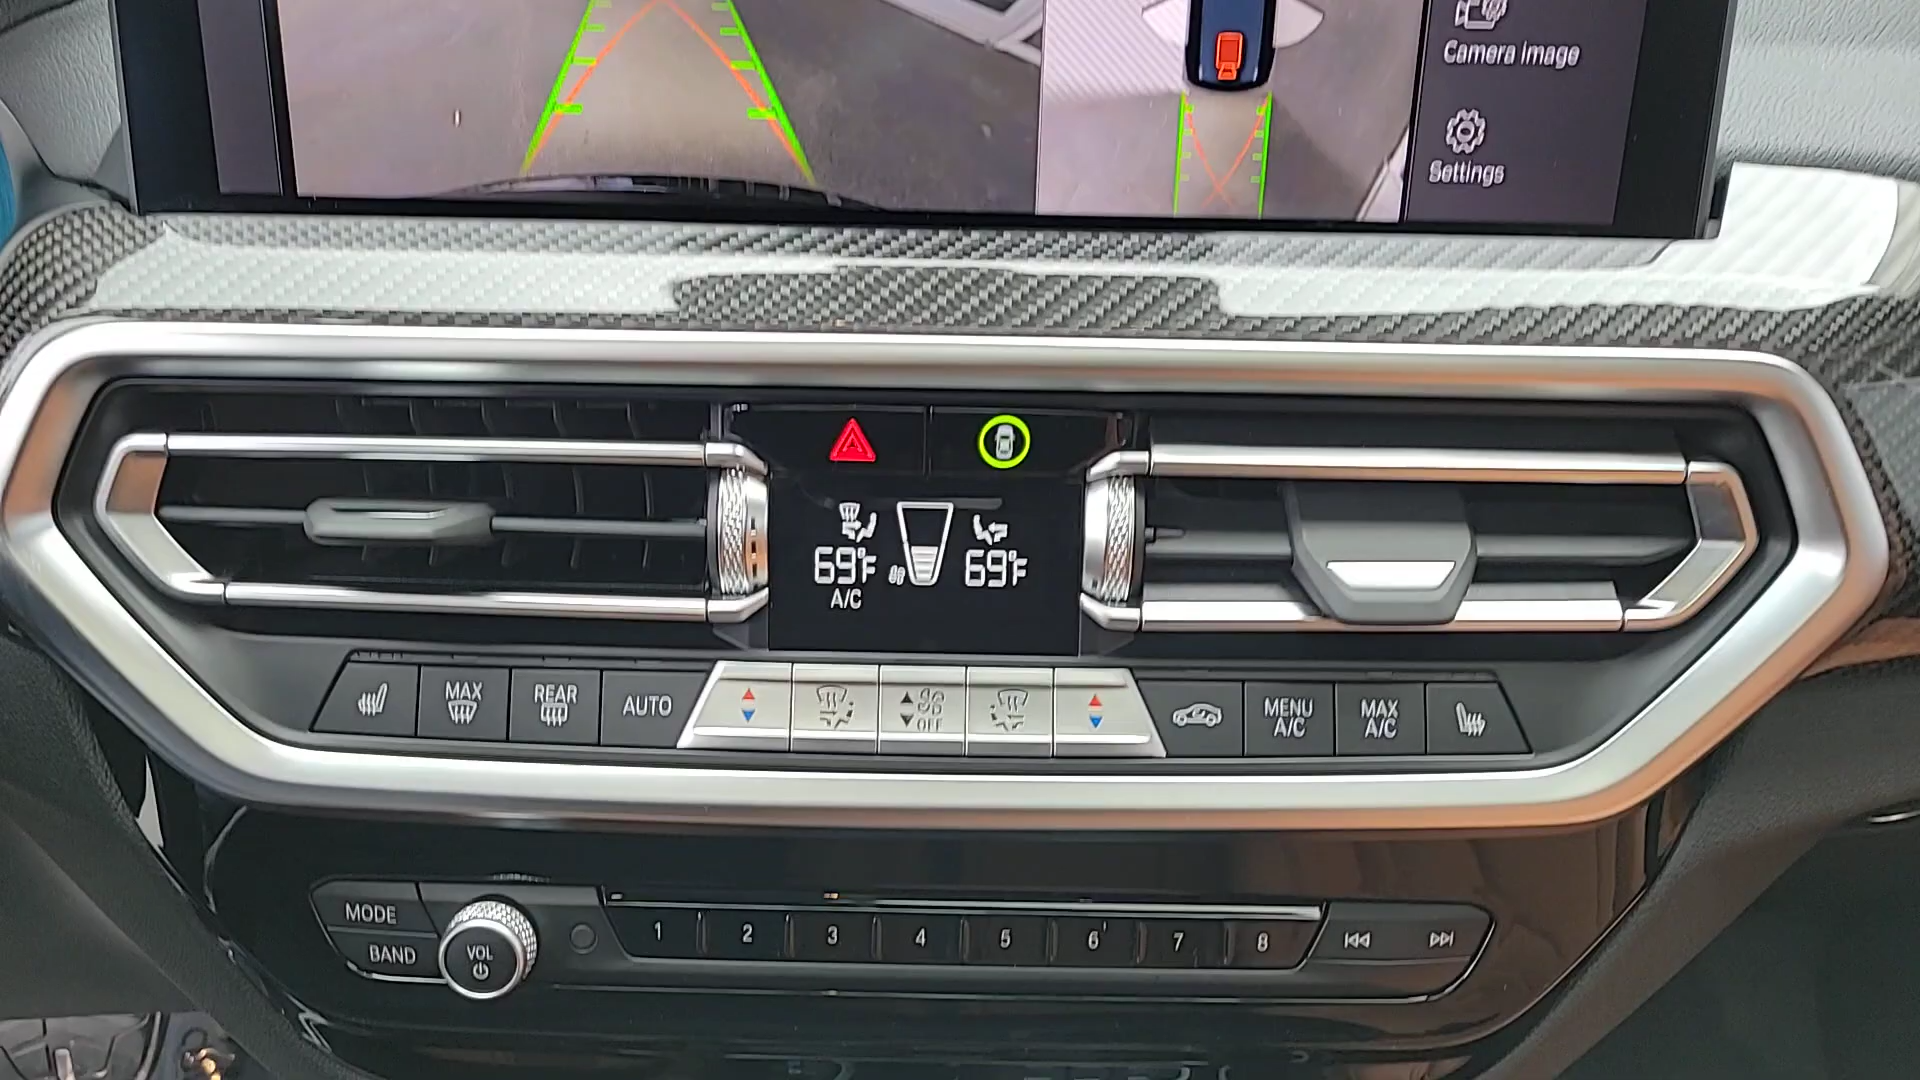 Camera image
Settings
69°F
69°F
A/C
MAX
REAR
AUTO
OFF
MENU
A/C
MAX
A/C
MODE
BAND
VOL
1
2
3
4
5
6
7
8